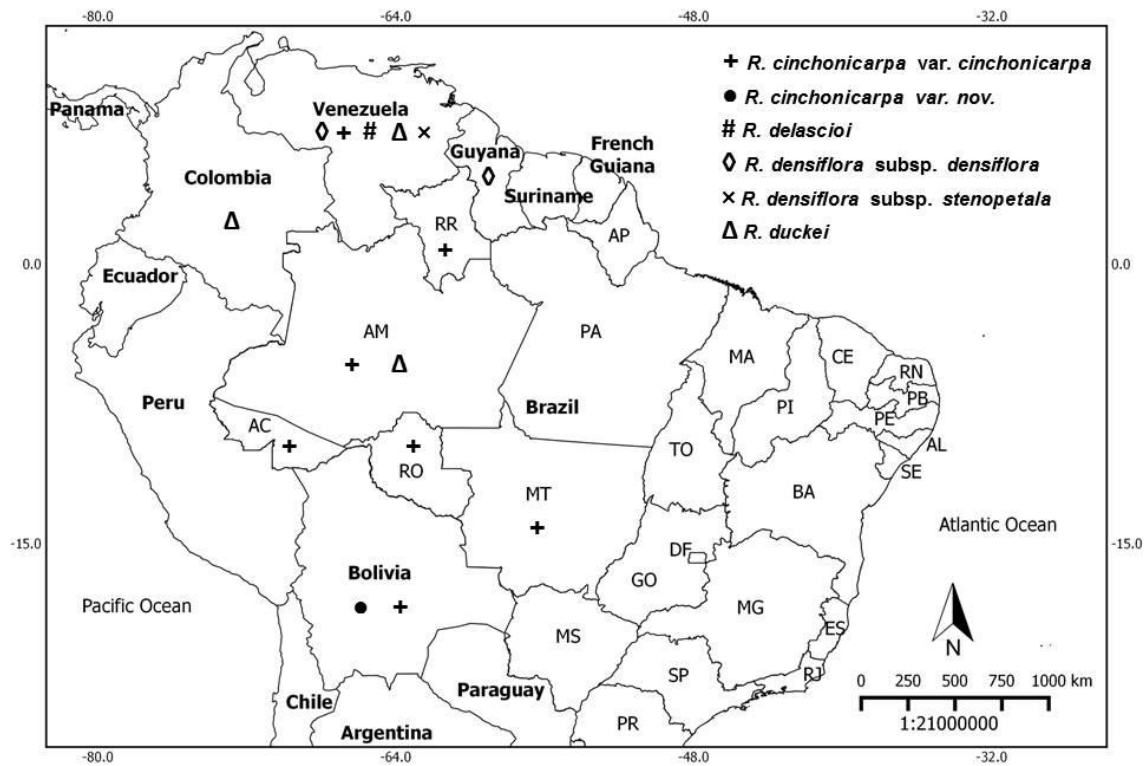 -80.0 -64.0 -48.0 -32.0
+ R. cinchonicarpa var. cinchonicarpa
● R. cinchonicarpa var. nov.
# R. delascioi
◊ R. densiflora subsp. densiflora
× R. densiflora subsp. stenopetala
Δ R. duckei
Panama
Venezuela
◊ + # Δ ×
Guyana
◊
French
Guiana
Suriname
Colombia
Δ
RR
+
AP
0.0 0.0
Ecuador
AM
+ Δ
PA
MA
CE
RN
PB
PE
AL
SE
PI
Peru
Brazil
AC
+
+
RO
TO
MT
+
BA
Atlantic Ocean
-15.0 -15.0
DF
GO
Bolivia
● +
Pacific Ocean
MG
ES
MS
N
RJ
SP
0 250 500 750 1000 km
1:21000000
Chile
Paraguay
PR
Argentina
-80.0 -64.0 -48.0 -32.0